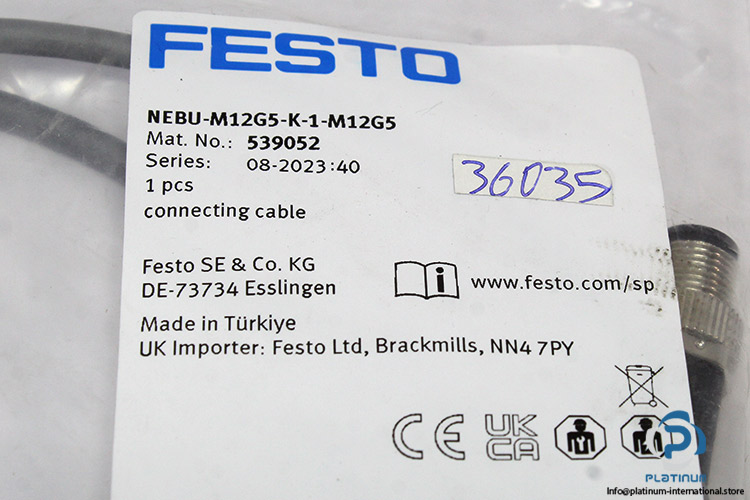 FESTO
NEBU-M12G5-K-1-M12G5
Mat. No.: 539052
Series: 08-2023:40
1 pcs
connecting cable
36035
Festo SE & Co. KG
DE-73734 Esslingen
www.festo.com/sp
Made in Türkiye
UK Importer: Festo Ltd, Brackmills, NN4 7PY
CE
UK
CA
PLATINUM
Info@platinum-international.store